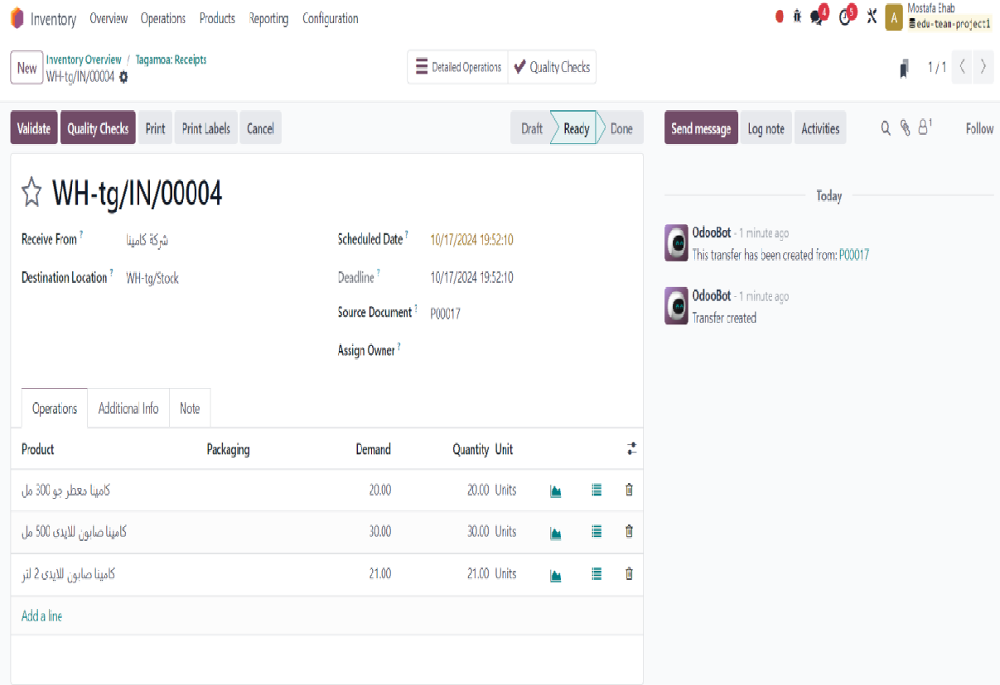 Inventory Overview Operations Products Reporting Configuration 4 5 A Mostafa Ehab
edu-tean-project1
New Inventory Overview / Tagamoa: Receipts
WH-tg/IN/00004
Detailed Operations Quality Checks 1 / 1
Validate Quality Checks Print Print Labels Cancel Draft Ready Done
Send message Log note Activities 1 Follow
WH-tg/IN/00004
Receive From ? شركة كامينا
Scheduled Date ? 10/17/2024 19:52:10
Destination Location ? WH-tg/Stock
Deadline ? 10/17/2024 19:52:10
Source Document ? P00017
Assign Owner ?
Operations Additional Info Note
Product Packaging Demand Quantity Unit
كامينا معطر جو 300 مل 20.00 20.00 Units
كامينا صابون للايدى 500 مل 30.00 30.00 Units
كامينا صابون للايدى 2 لتر 21.00 21.00 Units
Add a line
Today
OdooBot - 1 minute ago
This transfer has been created from: P00017
OdooBot - 1 minute ago
Transfer created